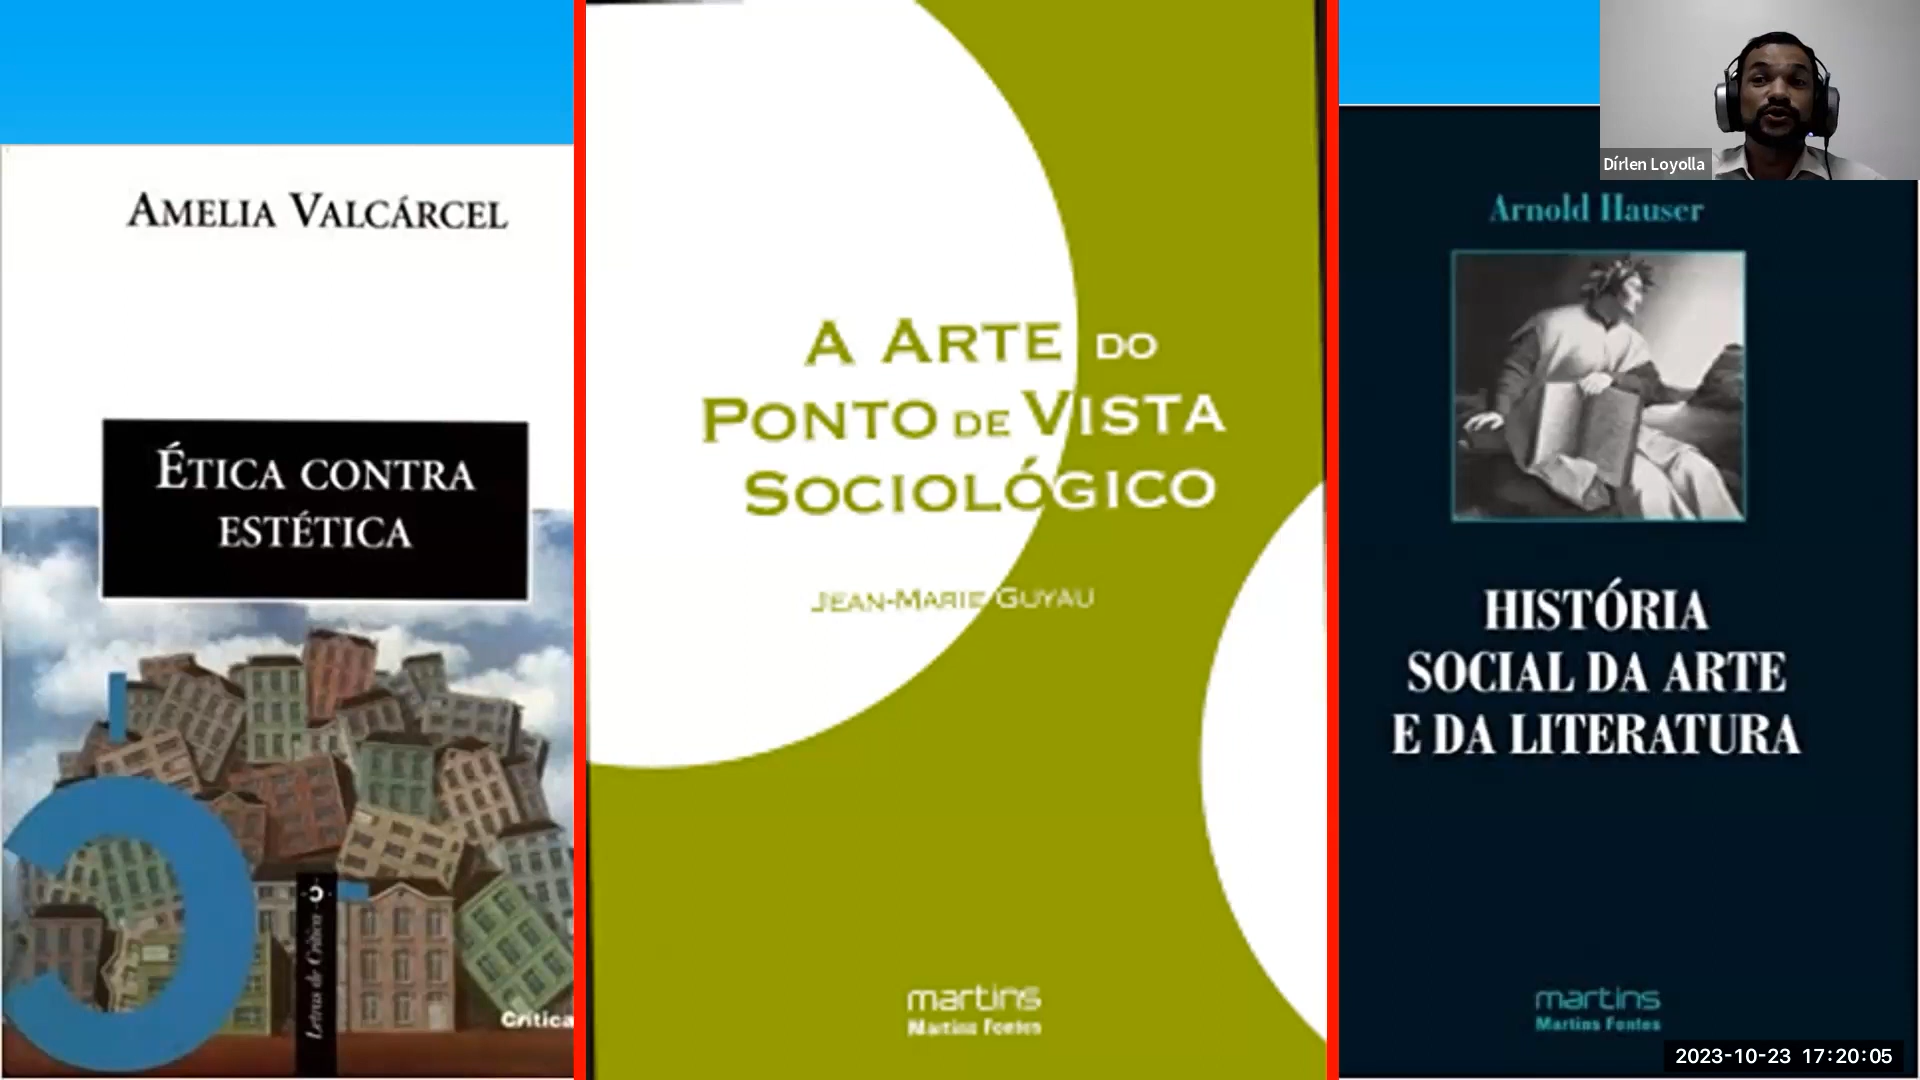 AMELIA VALCÁRCEL
ÉTICA CONTRA
ESTÉTICA
Letras de Crítica
Crítica
A ARTE DO
PONTO DE VISTA
SOCIOLÓGICO
JEAN-MARIE GUYAU
martins
Martins Fontes
Dírlen Loyolla
Arnold Hauser
HISTÓRIA
SOCIAL DA ARTE
E DA LITERATURA
martins
Martins Fontes
2023-10-23 17:20:05